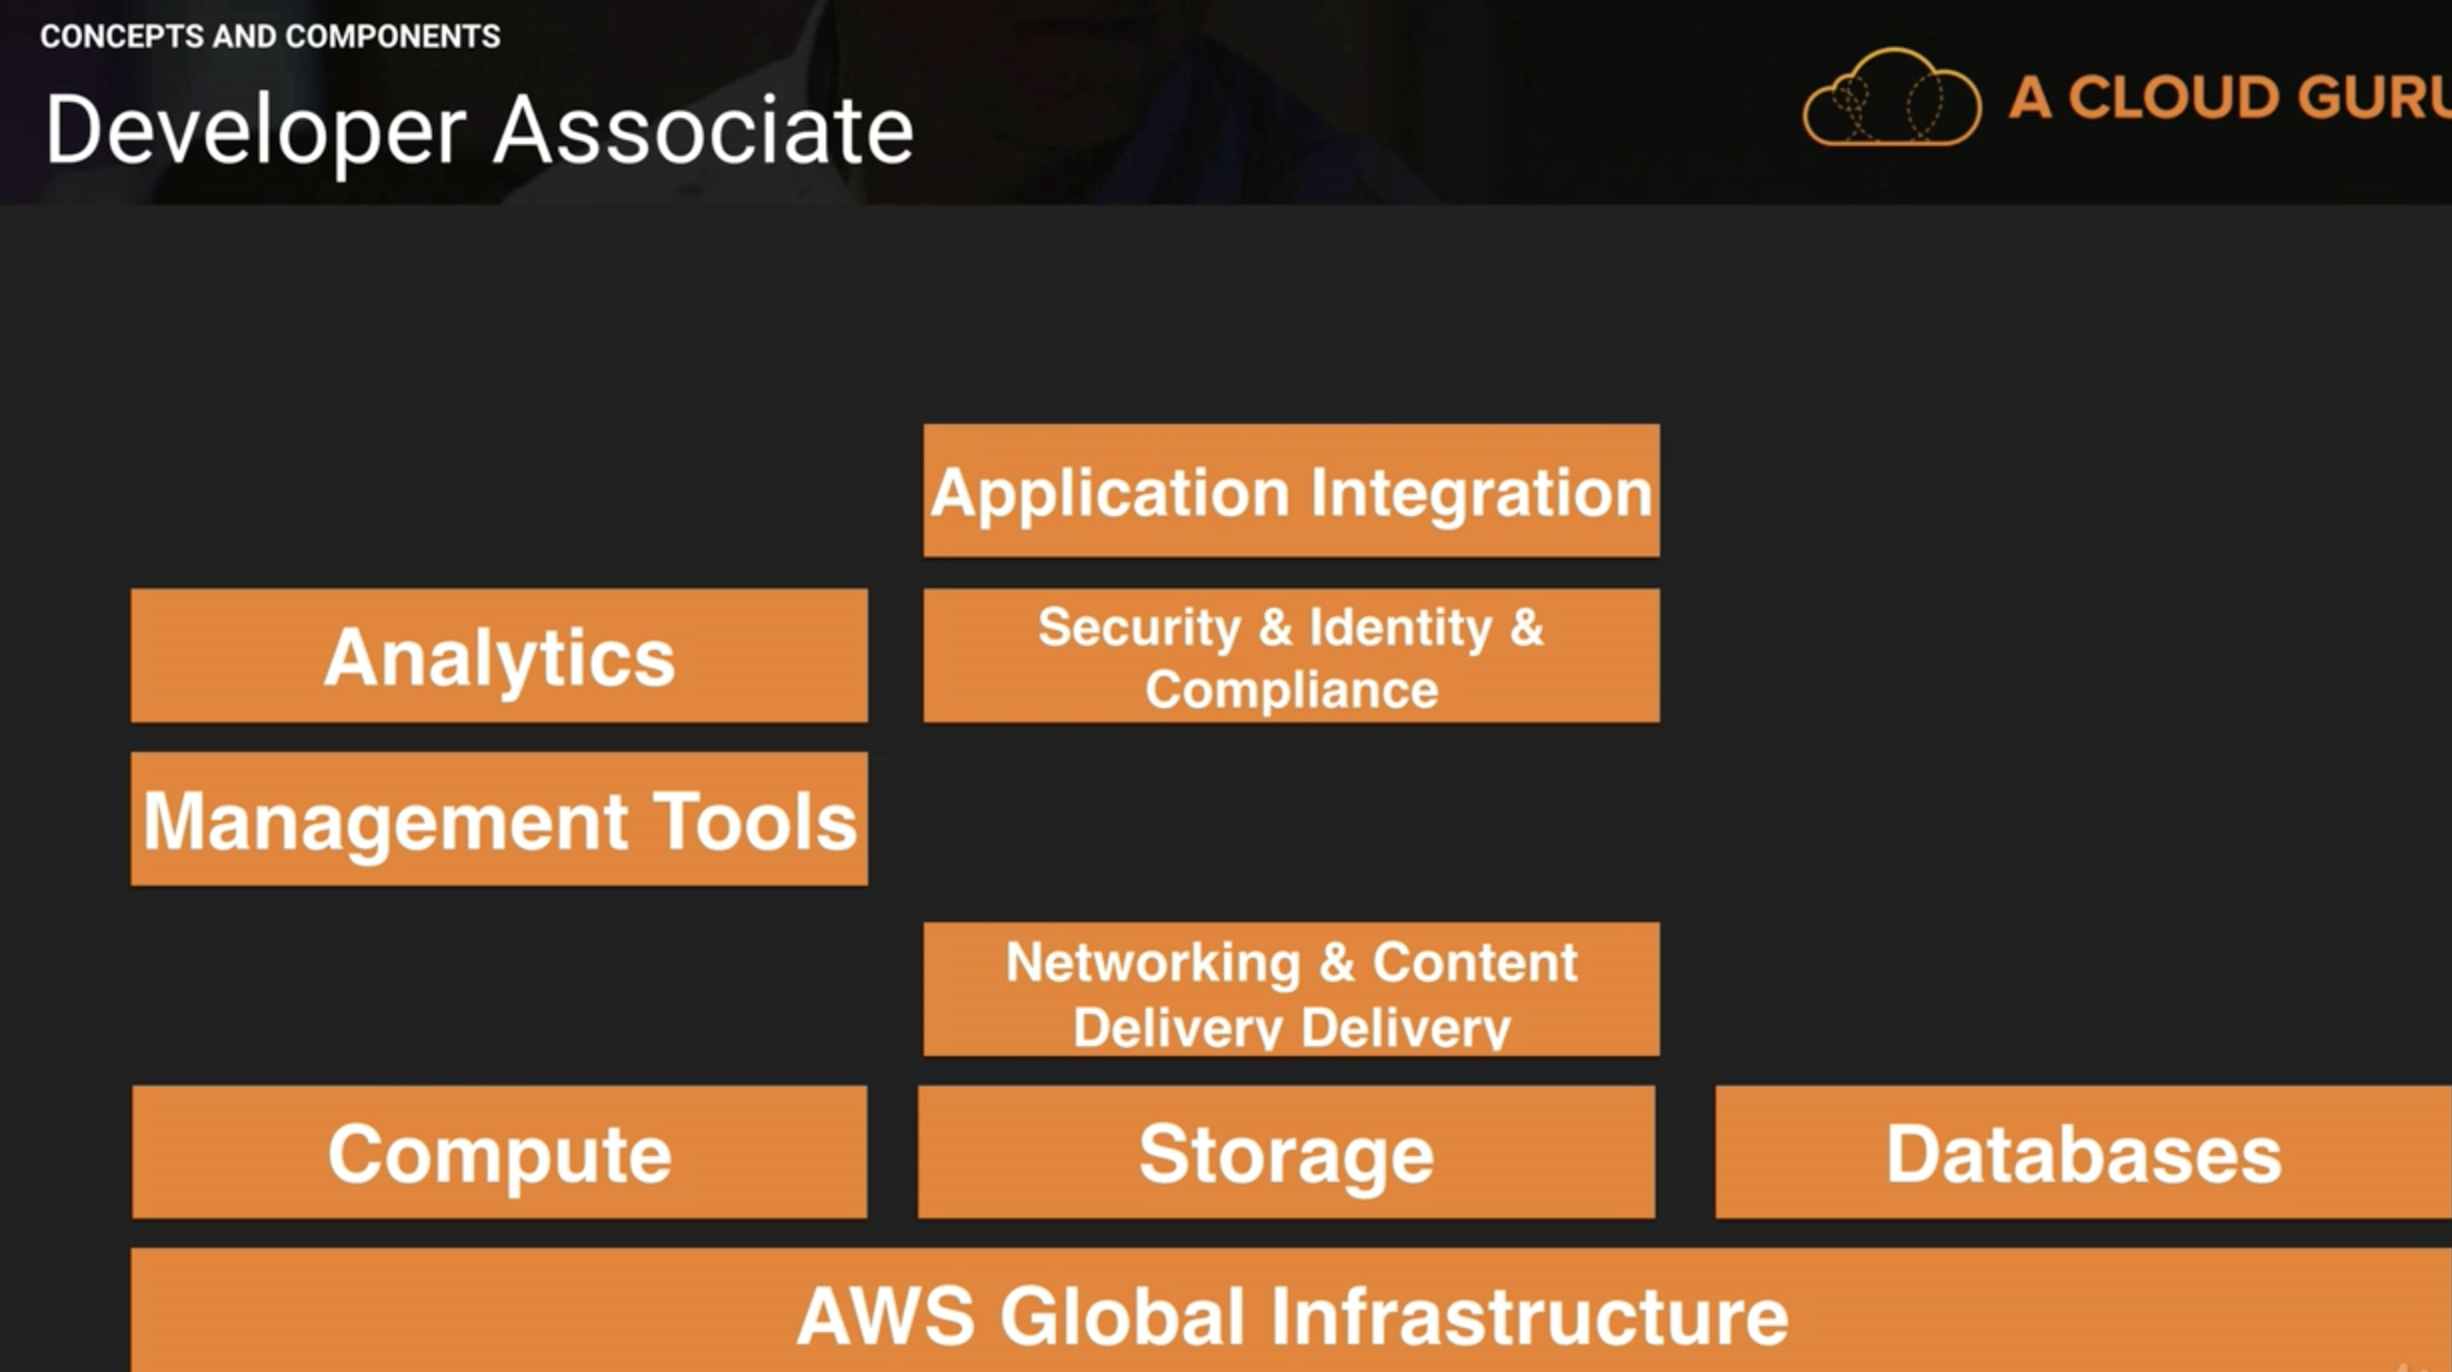 CONCEPTS AND COMPONENTS
Developer Associate
A CLOUD GURU
Application Integration
Analytics
Security & Identity &
Compliance
Management Tools
Networking & Content
Delivery Delivery
Compute
Storage
Databases
AWS Global Infrastructure